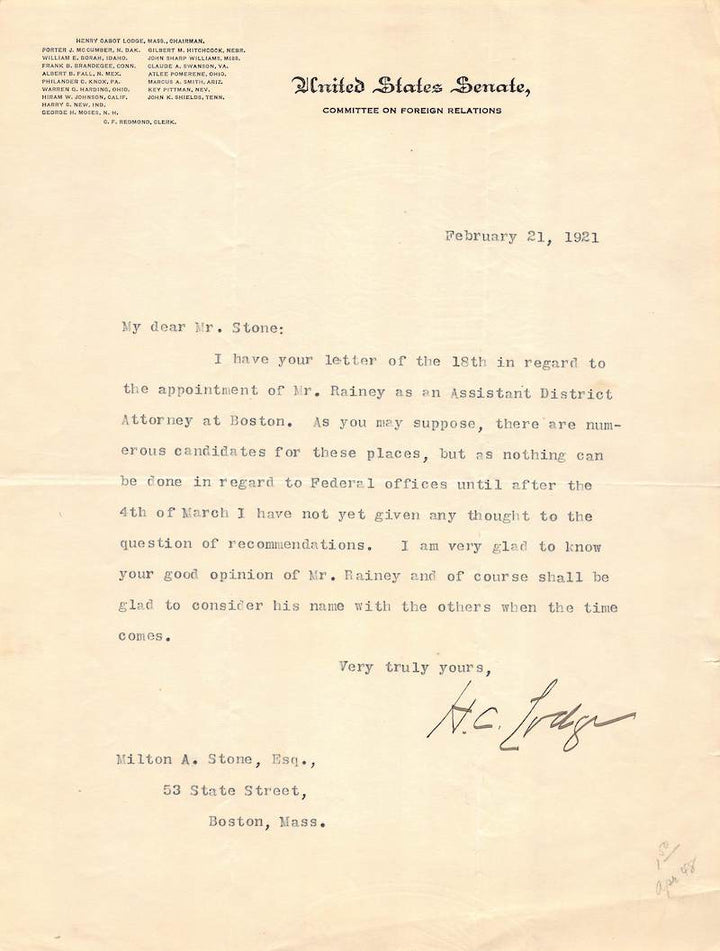 HENRY CABOT LODGE, MASS., CHAIRMAN.
PORTER J. MCCUMBER, N. DAK. GILBERT M. HITCHCOCK, NEBR.
WILLIAM E. BORAH, IDAHO. JOHN SHARP WILLIAMS, MISS.
FRANK B. BRANDEGEE, CONN. CLAUDE A. SWANSON, VA.
ALBERT B. FALL, N. MEX. ATLEE POMERENE, OHIO.
PHILANDER C. KNOX, PA. MARCUS A. SMITH, ARIZ.
WARREN G. HARDING, OHIO. KEY PITTMAN, NEV.
HIRAM W. JOHNSON, CALIF. JOHN K. SHIELDS, TENN.
HARRY S. NEW, IND.
GEORGE H. MOSES, N. H.
C. F. REDMOND, CLERK.
United States Senate,
COMMITTEE ON FOREIGN RELATIONS
February 21, 1921
My dear Mr. Stone:
I have your letter of the 18th in regard to
the appointment of Mr. Rainey as an Assistant District
Attorney at Boston. As you may suppose, there are num-
erous candidates for these places, but as nothing can
be done in regard to Federal offices until after the
4th of March I have not yet given any thought to the
question of recommendations. I am very glad to know
your good opinion of Mr. Rainey and of course shall be
glad to consider his name with the others when the time
comes.
Very truly yours,
H. C. Lodge
Milton A. Stone, Esq.,
53 State Street,
Boston, Mass.
1 50
Apr 48